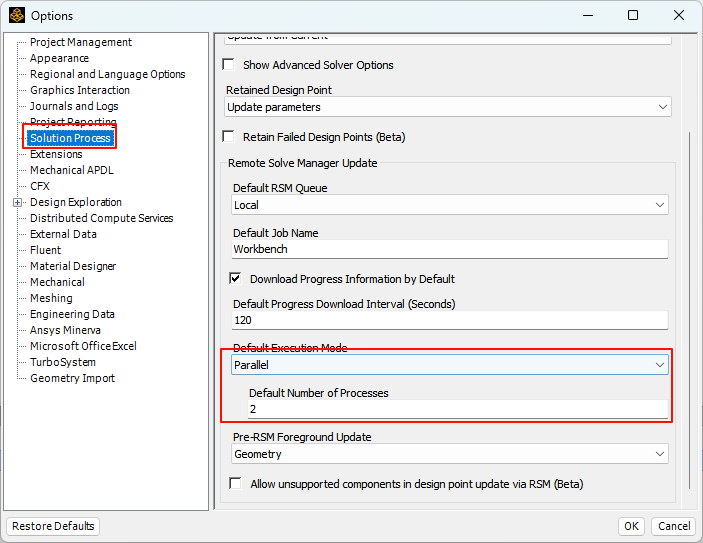 Options
Project Management
Appearance
Regional and Language Options
Graphics Interaction
Journals and Logs
Project Reporting
Solution Process
Extensions
Mechanical APDL
CFX
Design Exploration
Distributed Compute Services
External Data
Fluent
Material Designer
Mechanical
Meshing
Engineering Data
Ansys Minerva
Microsoft Office Excel
TurboSystem
Geometry Import
Update from Current
Show Advanced Solver Options
Retained Design Point
Update parameters
Retain Failed Design Points (Beta)
Remote Solve Manager Update
Default RSM Queue
Local
Default Job Name
Workbench
Download Progress Information by Default
Default Progress Download Interval (Seconds)
120
Default Execution Mode
Parallel
Default Number of Processes
2
Pre-RSM Foreground Update
Geometry
Allow unsupported components in design point update via RSM (Beta)
Restore Defaults
OK
Cancel